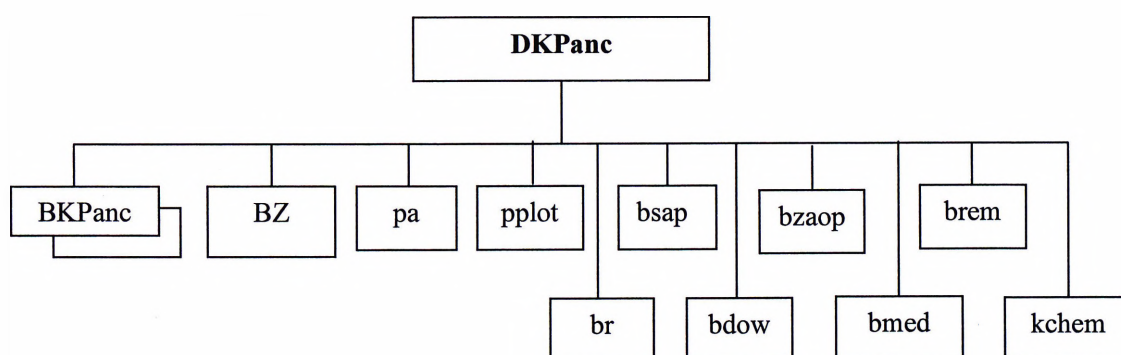 DKPanc
BKPanc
BZ
pa
pplot
bsap
bzaop
brem
br
bdow
bmed
kchem